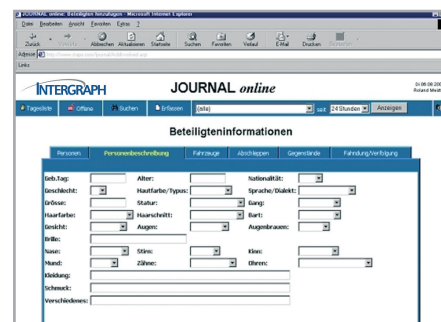 JOURNAL online: Beteiligten hinzufügen - Microsoft Internet Explorer
Datei Bearbeiten Ansicht Favoriten Extras ?
Zurück Abbrechen Aktualisieren Startseite Suchen Favoriten Verlauf E-Mail Drucken
Adresse
Links
INTERGRAPH JOURNAL online
Tagesliste Offene Suchen Erfassen (alle) seit 24 Stunden Anzeigen
Beteiligteninformationen
Personen Personenbeschreibung Fahrzeuge Abschleppen Gegenstände Fahndung/Verfolgung
Geb.Tag: Alter: Nationalität:
Geschlecht: Hautfarbe/Typus: Sprache/Dialekt:
Grösse: Statur: Gang:
Haarfarbe: Haarschnitt: Bart:
Gesicht: Augen: Augenbrauen:
Brille:
Nase: Stirn: Kinn:
Mund: Zähne: Ohren:
Kleidung:
Schmuck:
Verschiedenes: